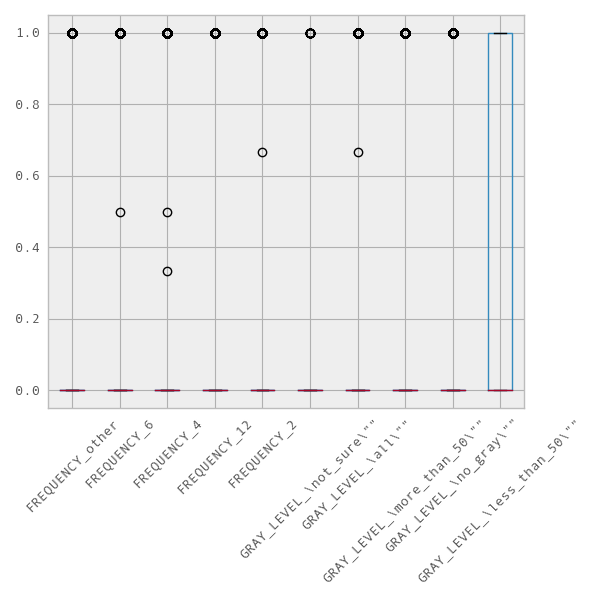 1.0
0.8
0.6
0.4
0.2
0.0
FREQUENCY_other
FREQUENCY_6
FREQUENCY_4
FREQUENCY_12
FREQUENCY_2
GRAY_LEVEL_\not_sure\""
GRAY_LEVEL_\all\""
GRAY_LEVEL_\more_than_50\""
GRAY_LEVEL_\no_gray\""
GRAY_LEVEL_\less_than_50\""